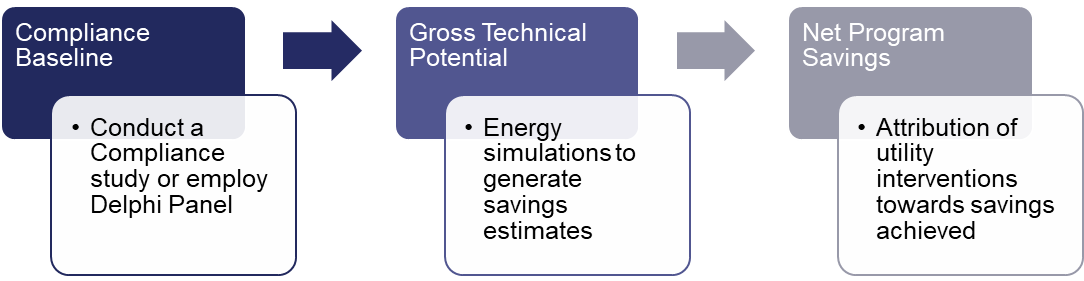 Compliance
Baseline
• Conduct a
Compliance
study or employ
Delphi Panel
Gross Technical
Potential
• Energy
simulations to
generate
savings
estimates
Net Program
Savings
• Attribution of
utility
interventions
towards savings
achieved